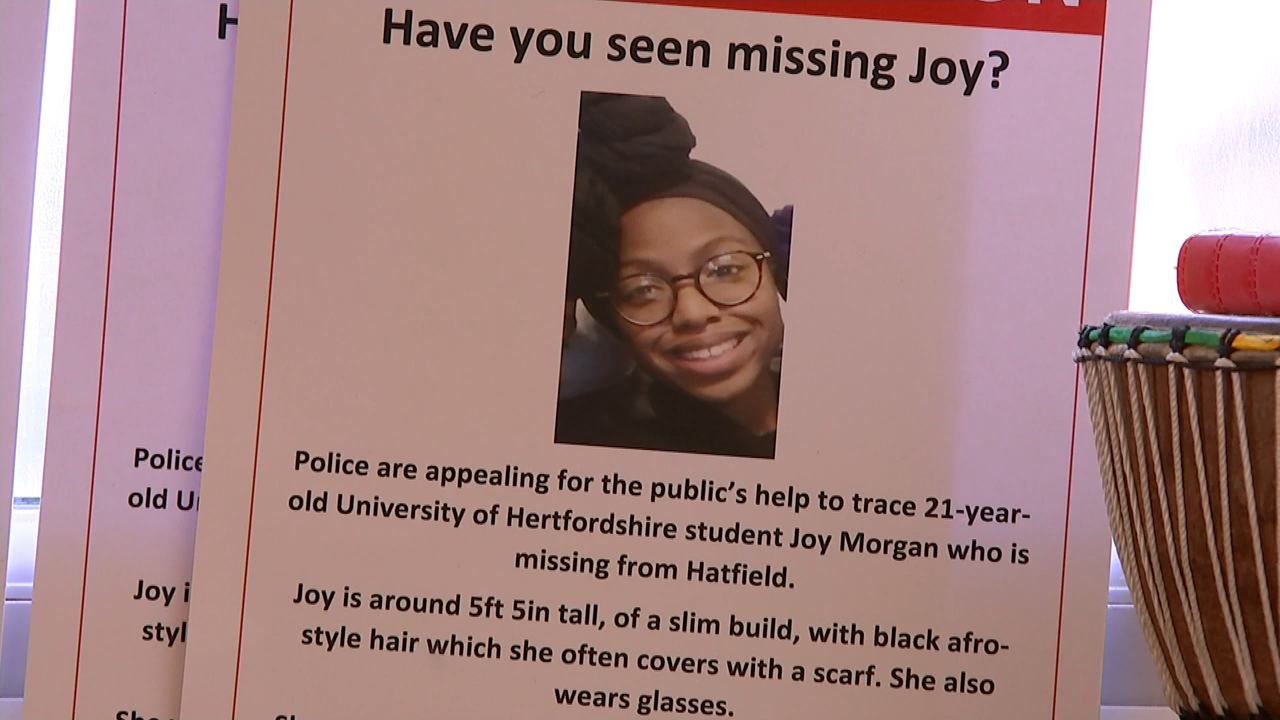 Have you seen missing Joy?
Police are appealing for the public's help to trace 21-year-
old University of Hertfordshire student Joy Morgan who is
missing from Hatfield.
Joy is around 5ft 5in tall, of a slim build, with black afro-
style hair which she often covers with a scarf. She also
wears glasses.
Police
old U
Joy i
styl